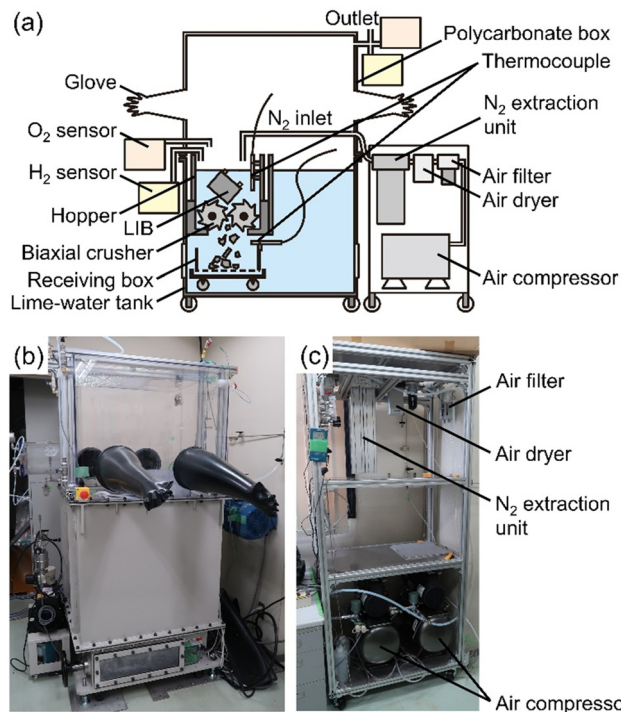 (a)
Outlet
Polycarbonate box
Thermocouple
Glove
N₂ inlet
N₂ extraction
unit
O₂ sensor
H₂ sensor
Air filter
Air dryer
Hopper
LIB
Biaxial crusher
Receiving box
Air compressor
Lime-water tank
(b)
(c)
Air filter
Air dryer
N₂ extraction
unit
Air compresso